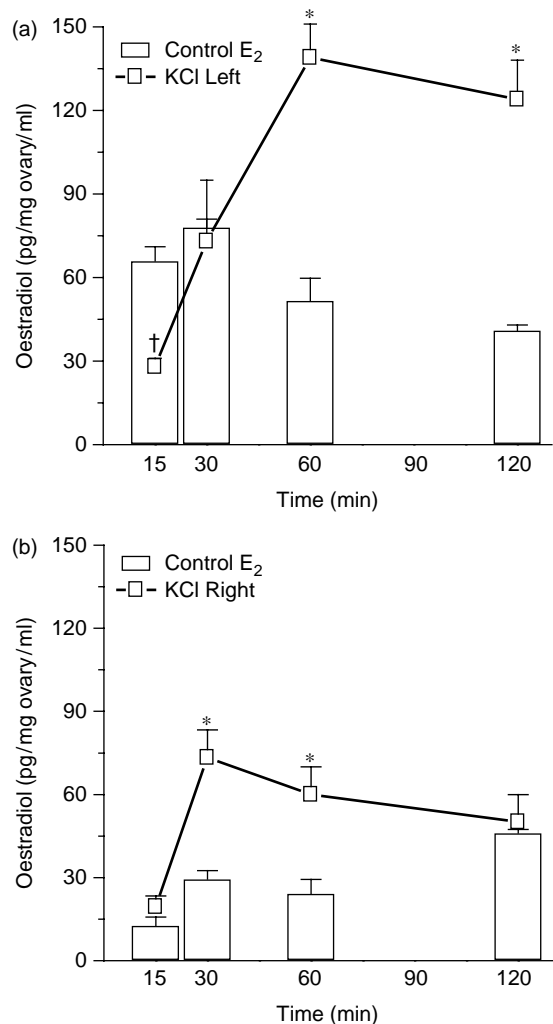 (a)
150
Control E₂
KCl Left
*
*
120
90
60
30
0
†
Oestradiol (pg/mg ovary/ml)
15 30 60 90 120
Time (min)
(b)
150
Control E₂
KCl Right
120
90
60
30
0
*
*
Oestradiol (pg/mg ovary/ml)
15 30 60 90 120
Time (min)